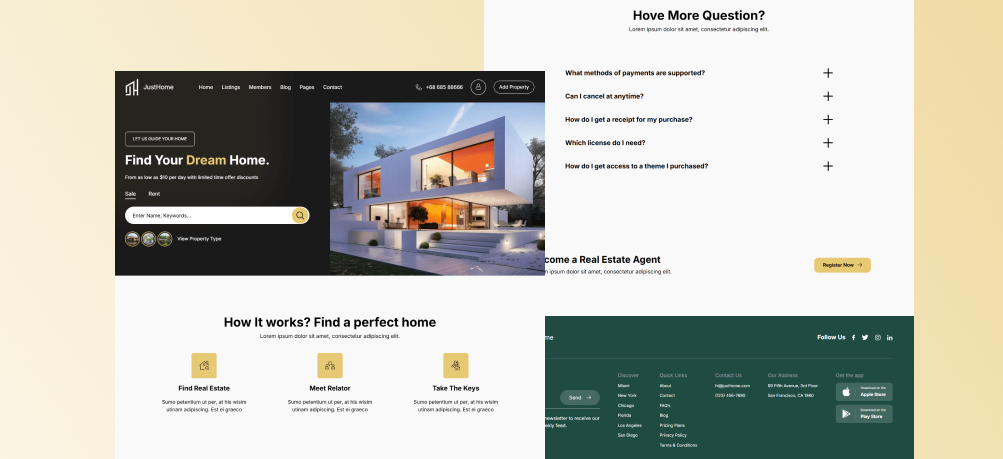 JustHome
Home Listings Members Blog Pages Contact
+68 685 88666
Add Property
LET US GUIDE YOUR HOME
Find Your Dream Home.
From as low as $10 per day with limited time offer discounts
Sale Rent
Enter Name, Keywords...
View Property Type
How It works? Find a perfect home
Lorem ipsum dolor sit amet, consectetur adipiscing elit.
Find Real Estate
Sumo petentium ut per, at his wisim
utinam adipiscing. Est ei graeco
Meet Relator
Sumo petentium ut per, at his wisim
utinam adipiscing. Est ei graeco
Take The Keys
Sumo petentium ut per, at his wisim
utinam adipiscing. Est ei graeco
Hove More Question?
Lorem ipsum dolor sit amet, consectetur adipiscing elit.
What methods of payments are supported?
Can I cancel at anytime?
How do I get a receipt for my purchase?
Which license do I need?
How do I get access to a theme I purchased?
come a Real Estate Agent
ipsum dolor sit amet, consectetur adipiscing elit.
Register Now
me
Follow Us
Send
newsletter to receive our
ekly feed.
Discover
Miami
New York
Chicago
Florida
Los Angeles
San Diego
Quick Links
About
Contact
FAQ's
Blog
Pricing Plans
Privacy Policy
Terms & Conditions
Contact Us
hi@justhome.com
(123) 456-7890
Our Address
99 Fifth Avenue, 3rd Floor
San Francisco, CA 1980
Get the app
Download on the
Apple Store
Download on the
Play Store